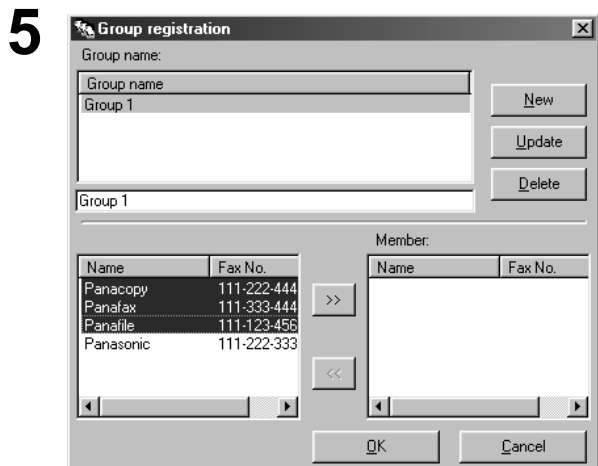 5
Group registration
Group name:
Group name
Group 1
New
Update
Delete
Group 1
Member:
Name Fax No.
Panacopy 111-222-444
Panafax 111-333-444
Panafile 111-123-456
Panasonic 111-222-333
>>
<<
Name Fax No.
OK Cancel